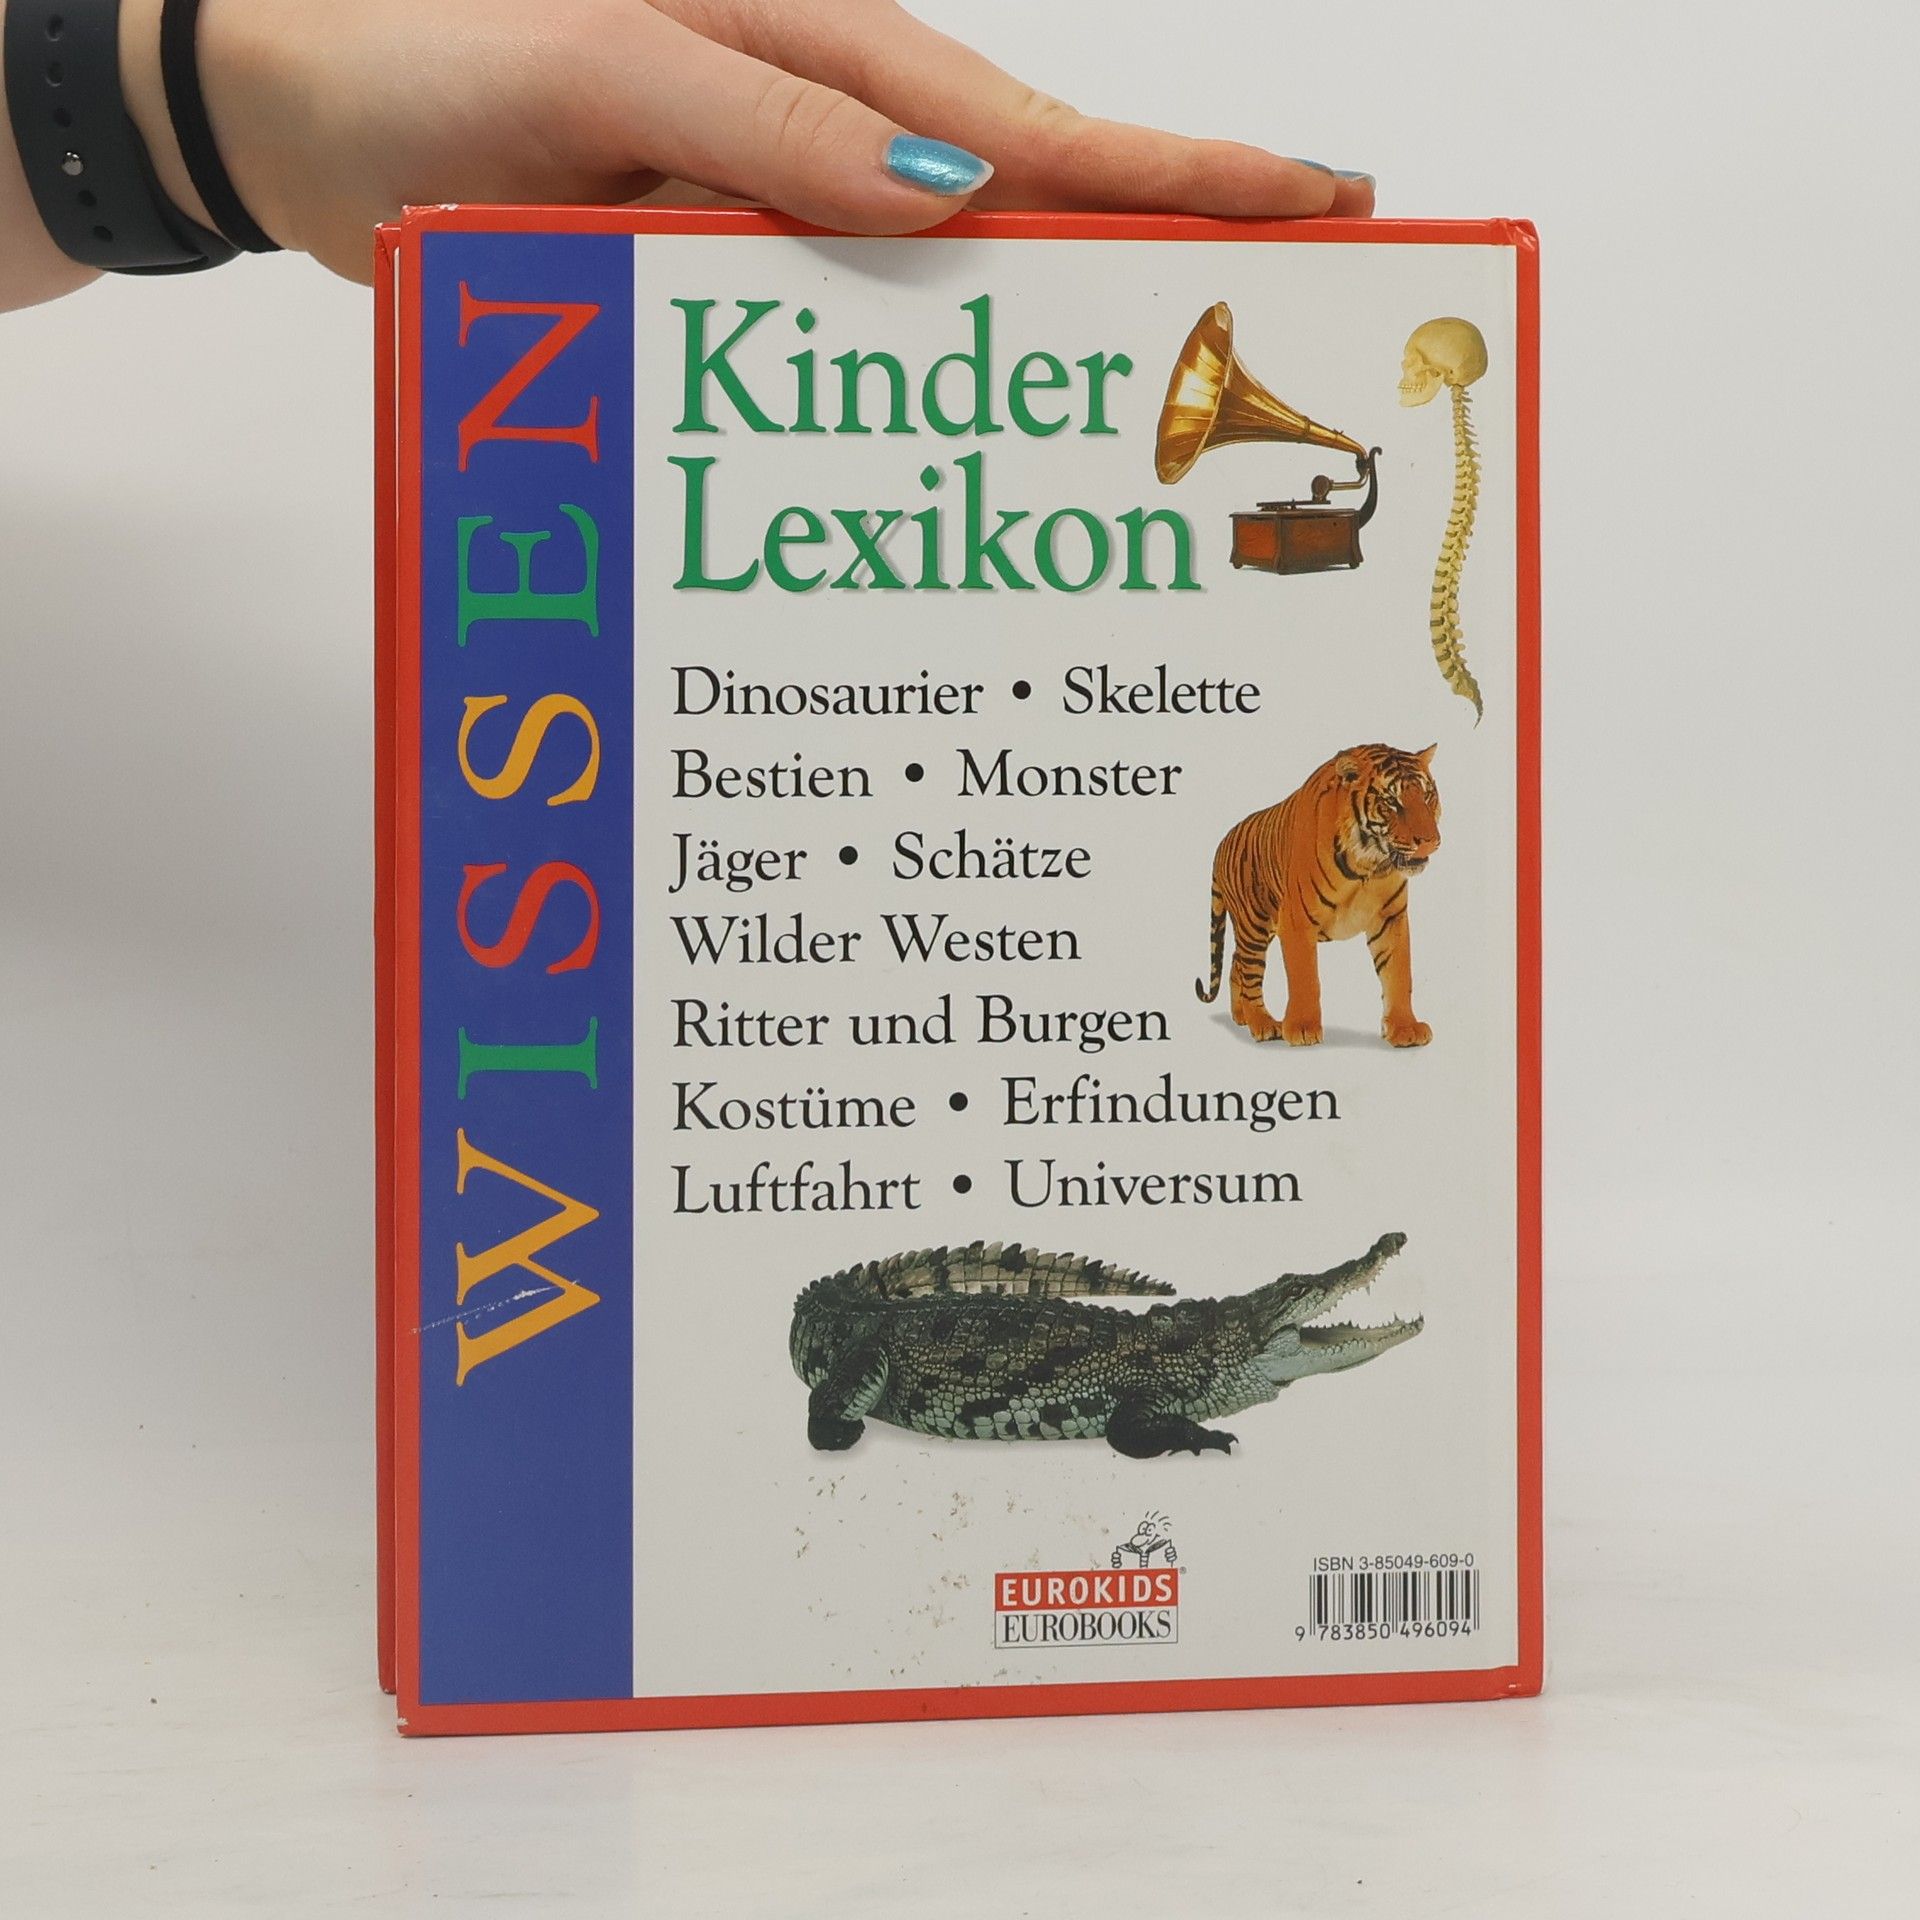 WISSEN
Kinder
Lexikon
Dinosaurier • Skelette
Bestien • Monster
Jäger • Schätze
Wilder Westen
Ritter und Burgen
Kostüme • Erfindungen
Luftfahrt • Universum
EUROKIDS®
EUROBOOKS
ISBN 3-85049-609-0
9 783850 496094